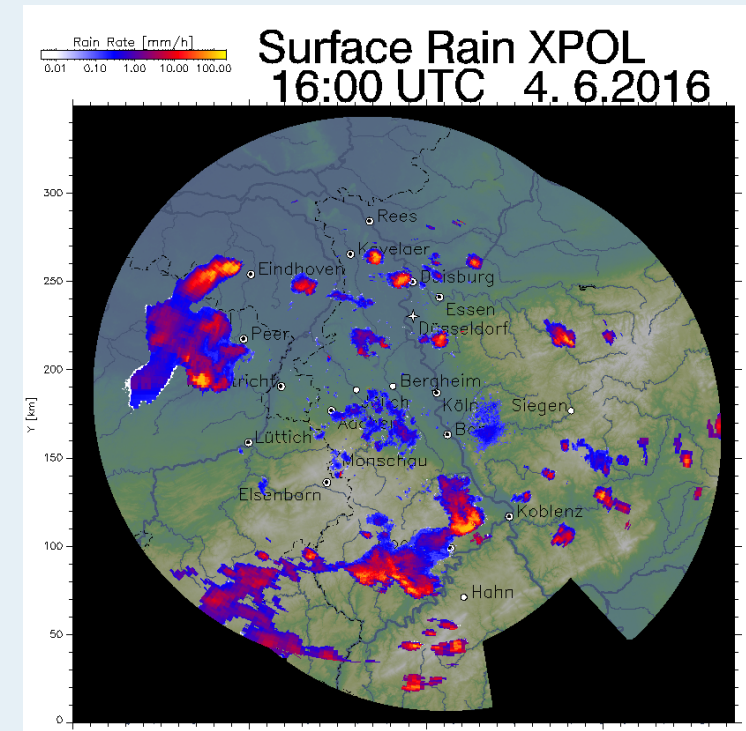 Rain Rate [mm/h]
0.01 0.10 1.00 10.00 100.00
Surface Rain XPOL
16:00 UTC 4. 6.2016
300
Rees
Kevelaer
250
Eindhoven
Duisburg
Essen
Peer
Düsseldorf
200
Bergheim
Köln
Siegen
Aachen
Lüttich
150
Monschau
Elsenborn
Koblenz
100
Hahn
50
0
Y [km]